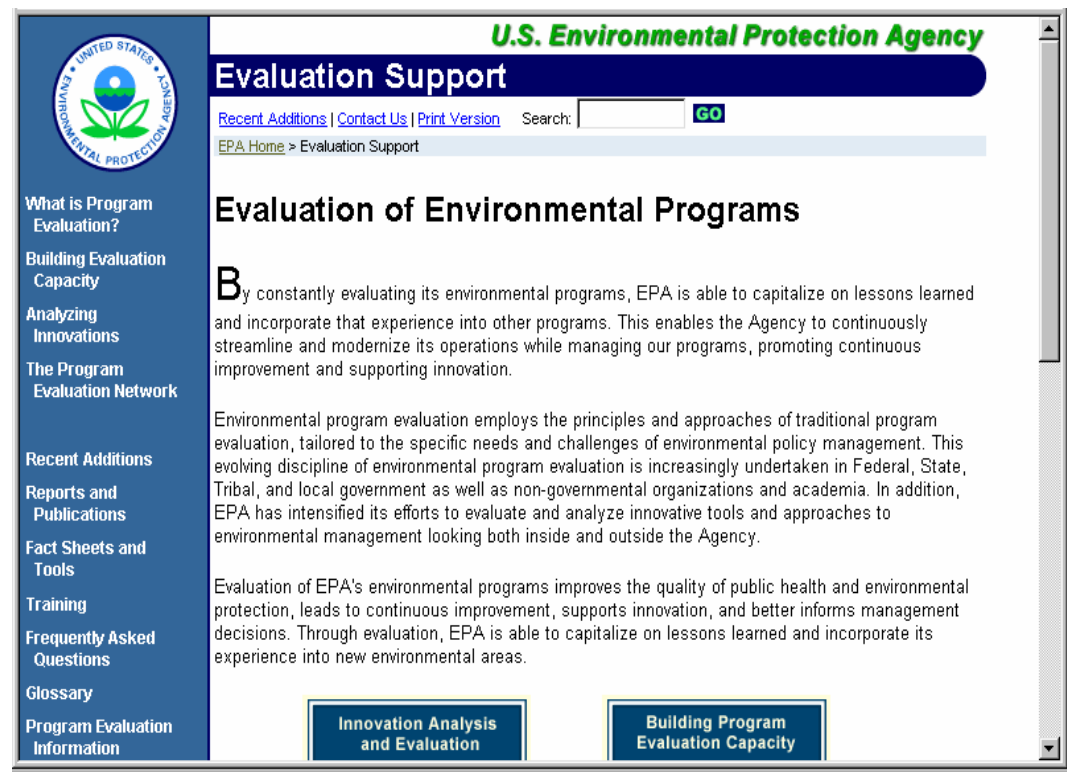 UNITED STATES
ENVIRONMENTAL PROTECTION AGENCY
What is Program
Evaluation?
Building Evaluation
Capacity
Analyzing
Innovations
The Program
Evaluation Network
Recent Additions
Reports and
Publications
Fact Sheets and
Tools
Training
Frequently Asked
Questions
Glossary
Program Evaluation
Information
U.S. Environmental Protection Agency
Evaluation Support
Recent Additions | Contact Us | Print Version Search: GO
EPA Home > Evaluation Support
Evaluation of Environmental Programs
By constantly evaluating its environmental programs, EPA is able to capitalize on lessons learned
and incorporate that experience into other programs. This enables the Agency to continuously
streamline and modernize its operations while managing our programs, promoting continuous
improvement and supporting innovation.
Environmental program evaluation employs the principles and approaches of traditional program
evaluation, tailored to the specific needs and challenges of environmental policy management. This
evolving discipline of environmental program evaluation is increasingly undertaken in Federal, State,
Tribal, and local government as well as non-governmental organizations and academia. In addition,
EPA has intensified its efforts to evaluate and analyze innovative tools and approaches to
environmental management looking both inside and outside the Agency.
Evaluation of EPA's environmental programs improves the quality of public health and environmental
protection, leads to continuous improvement, supports innovation, and better informs management
decisions. Through evaluation, EPA is able to capitalize on lessons learned and incorporate its
experience into new environmental areas.
Innovation Analysis
and Evaluation
Building Program
Evaluation Capacity